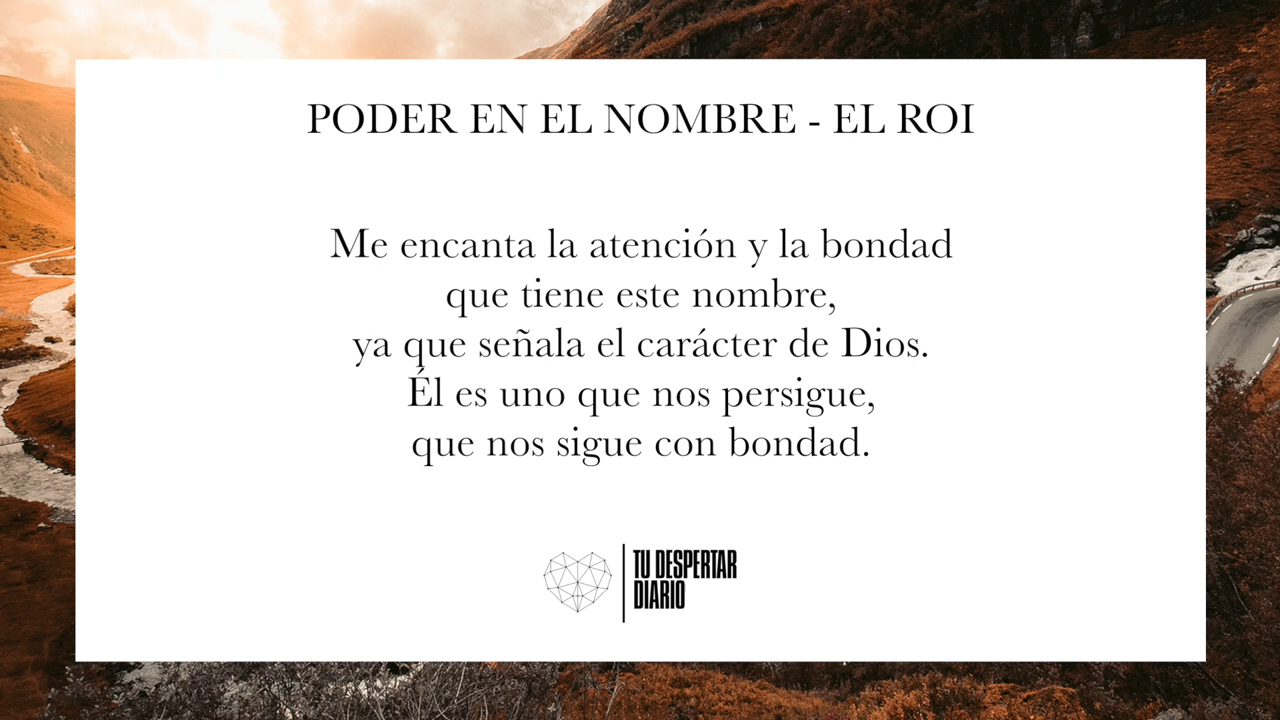 PODER EN EL NOMBRE - EL ROI
Me encanta la atención y la bondad
que tiene este nombre,
ya que señala el carácter de Dios.
Él es uno que nos persigue,
que nos sigue con bondad.
TU DESPERTAR
DIARIO